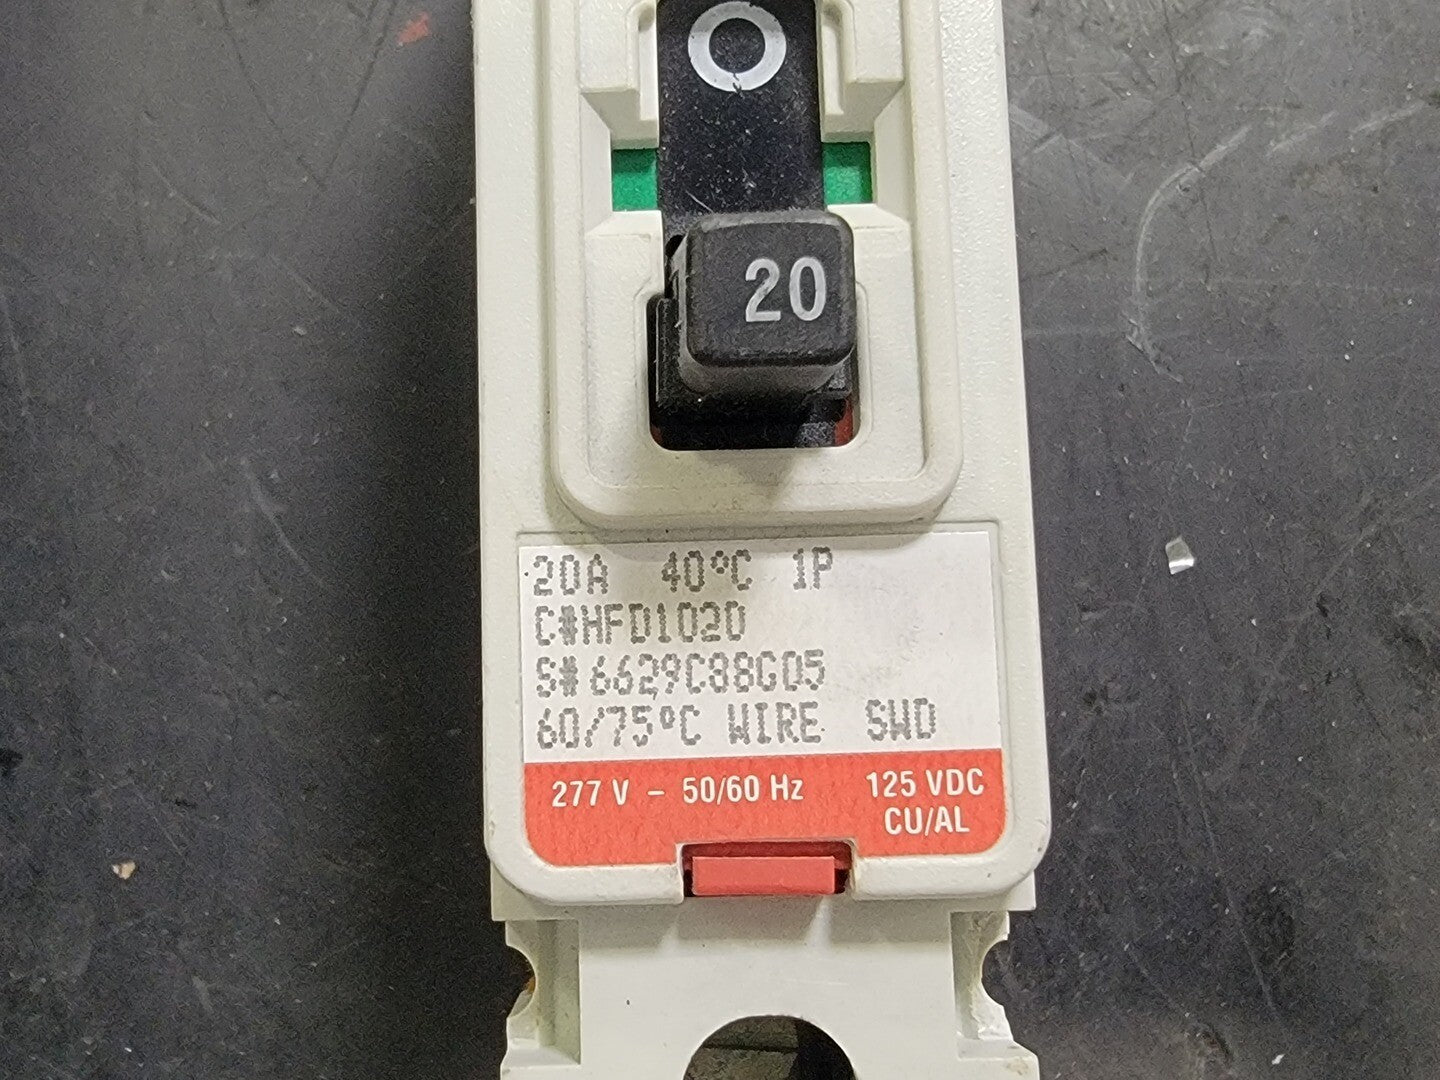 O
20
20A 40°C 1P
C#HFD1020
S#6629C88G05
60/75°C WIRE SWD
277 V – 50/60 Hz 125 VDC
CU/AL